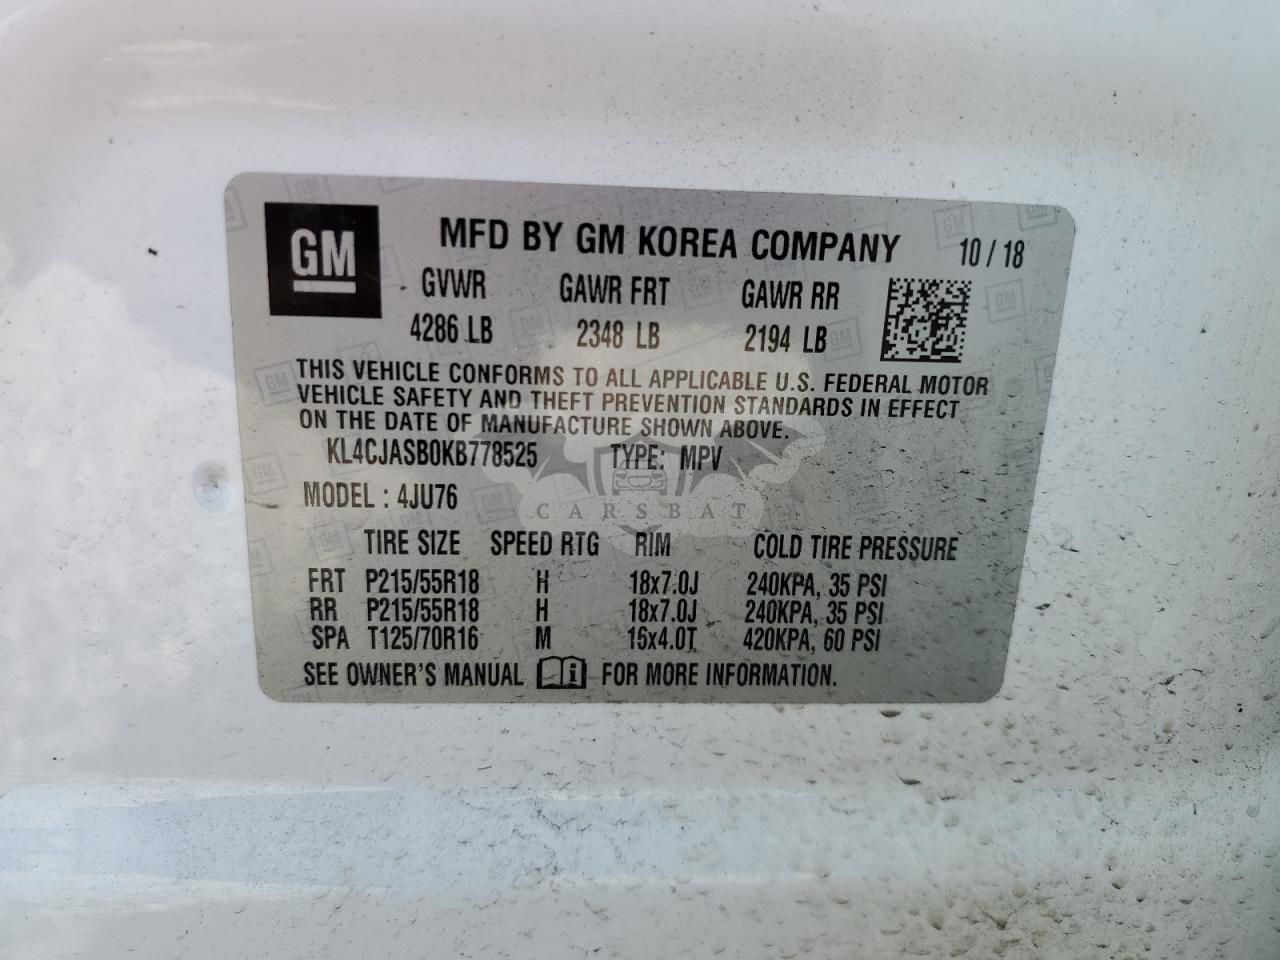 GM
MFD BY GM KOREA COMPANY 10 / 18
GVWR GAWR FRT GAWR RR
4286 LB 2348 LB 2194 LB
THIS VEHICLE CONFORMS TO ALL APPLICABLE U.S. FEDERAL MOTOR
VEHICLE SAFETY AND THEFT PREVENTION STANDARDS IN EFFECT
ON THE DATE OF MANUFACTURE SHOWN ABOVE.
KL4CJASB0KB778525 TYPE: MPV
MODEL : 4JU76
CARSBAT
TIRE SIZE SPEED RTG RIM COLD TIRE PRESSURE
FRT P215/55R18 H 18x7.0J 240KPA, 35 PSI
RR P215/55R18 H 18x7.0J 240KPA, 35 PSI
SPA T125/70R16 M 16x4.0T 420KPA, 60 PSI
SEE OWNER'S MANUAL i FOR MORE INFORMATION.